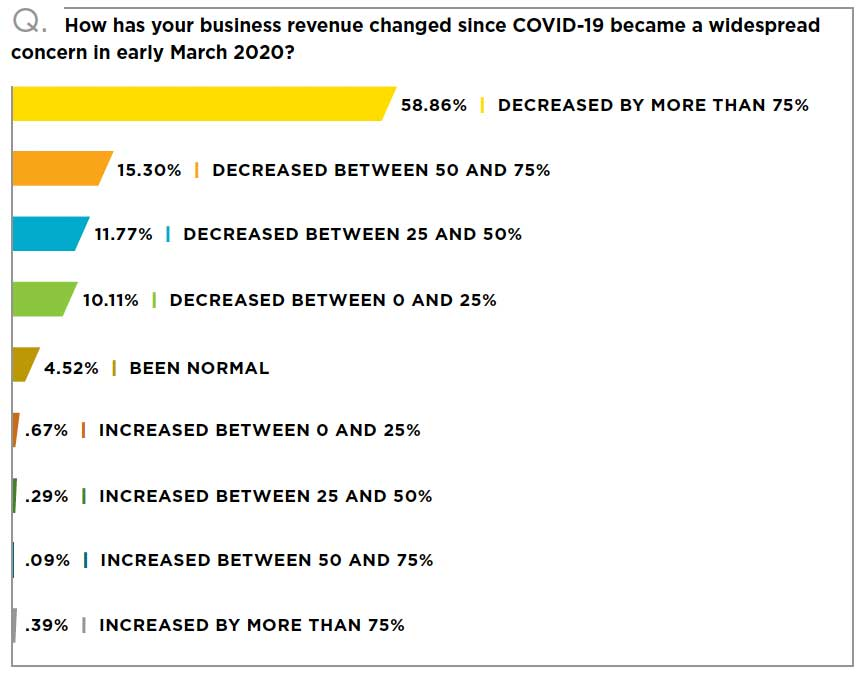 Q. How has your business revenue changed since COVID-19 became a widespread
concern in early March 2020?
58.86% | DECREASED BY MORE THAN 75%
15.30% | DECREASED BETWEEN 50 AND 75%
11.77% | DECREASED BETWEEN 25 AND 50%
10.11% | DECREASED BETWEEN 0 AND 25%
4.52% | BEEN NORMAL
.67% | INCREASED BETWEEN 0 AND 25%
.29% | INCREASED BETWEEN 25 AND 50%
.09% | INCREASED BETWEEN 50 AND 75%
.39% | INCREASED BY MORE THAN 75%